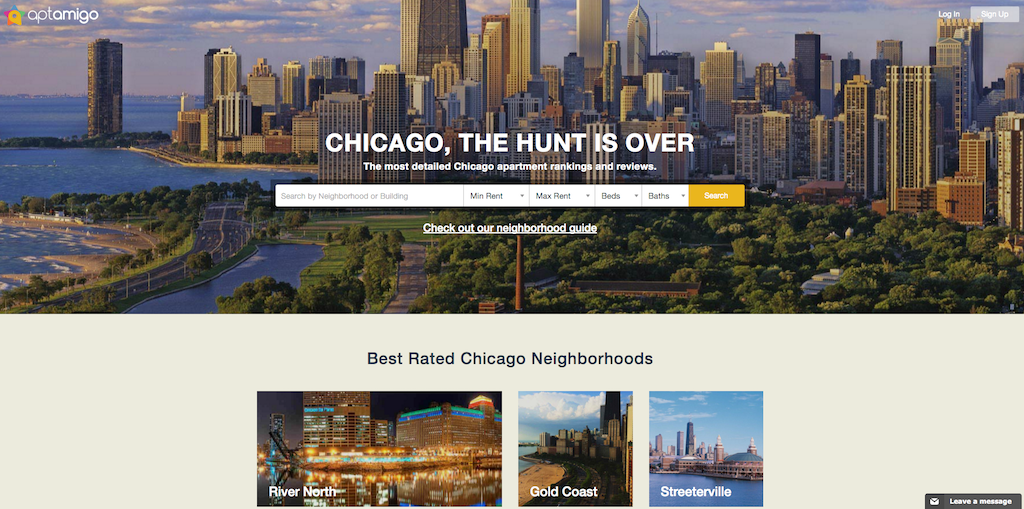 aptamigo
Log In
Sign Up
CHICAGO, THE HUNT IS OVER
The most detailed Chicago apartment rankings and reviews.
Search by Neighborhood or Building
Min Rent
Max Rent
Beds
Baths
Search
Check out our neighborhood guide
Best Rated Chicago Neighborhoods
River North
Gold Coast
Streeterville
Leave a message